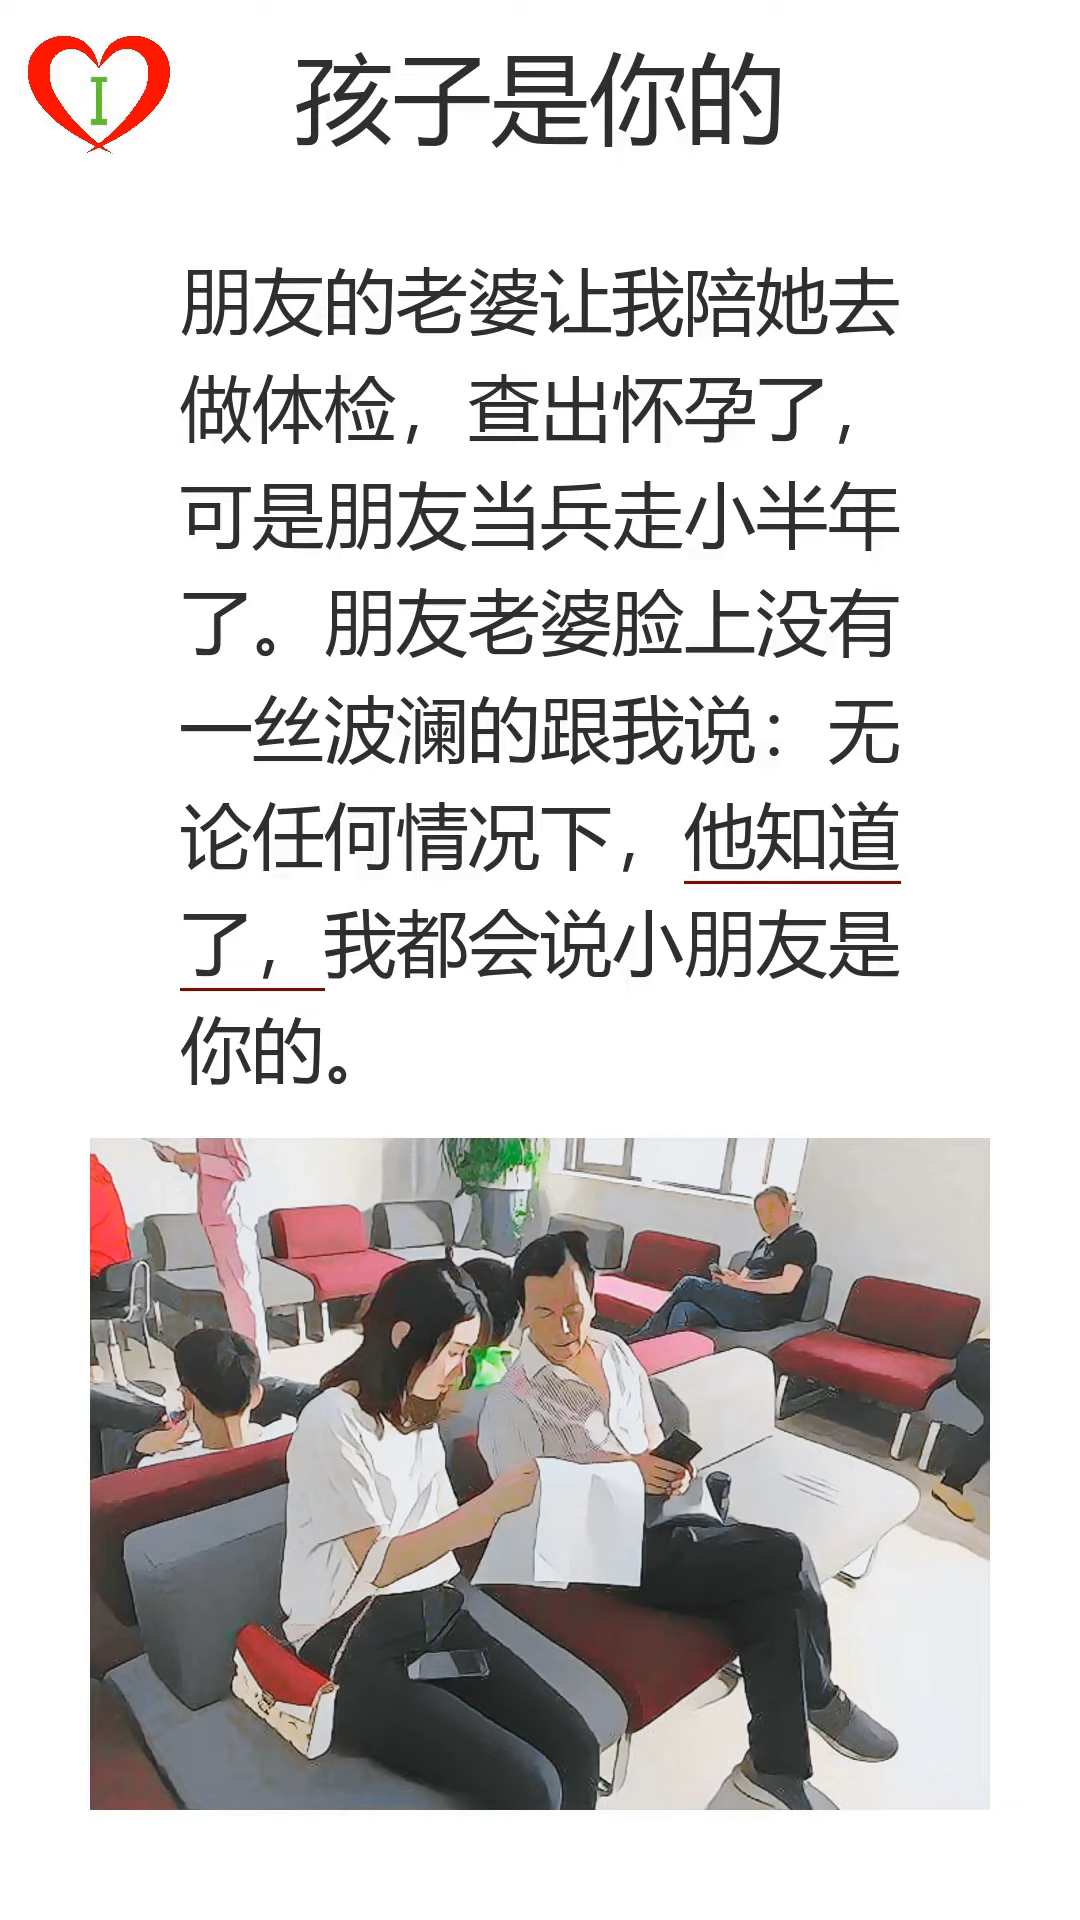 I
孩子是你的
朋友的老婆让我陪她去
做体检，查出怀孕了，
可是朋友当兵走小半年
了。朋友老婆脸上没有
一丝波澜的跟我说：无
论任何情况下，他知道
了，我都会说小朋友是
你的。